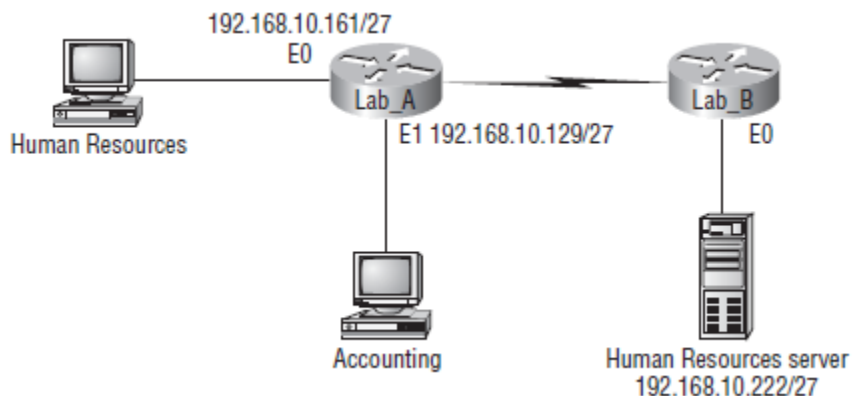 192.168.10.161/27
E0
Lab_A
Lab_B
Human Resources
E1 192.168.10.129/27
E0
Accounting
Human Resources server
192.168.10.222/27